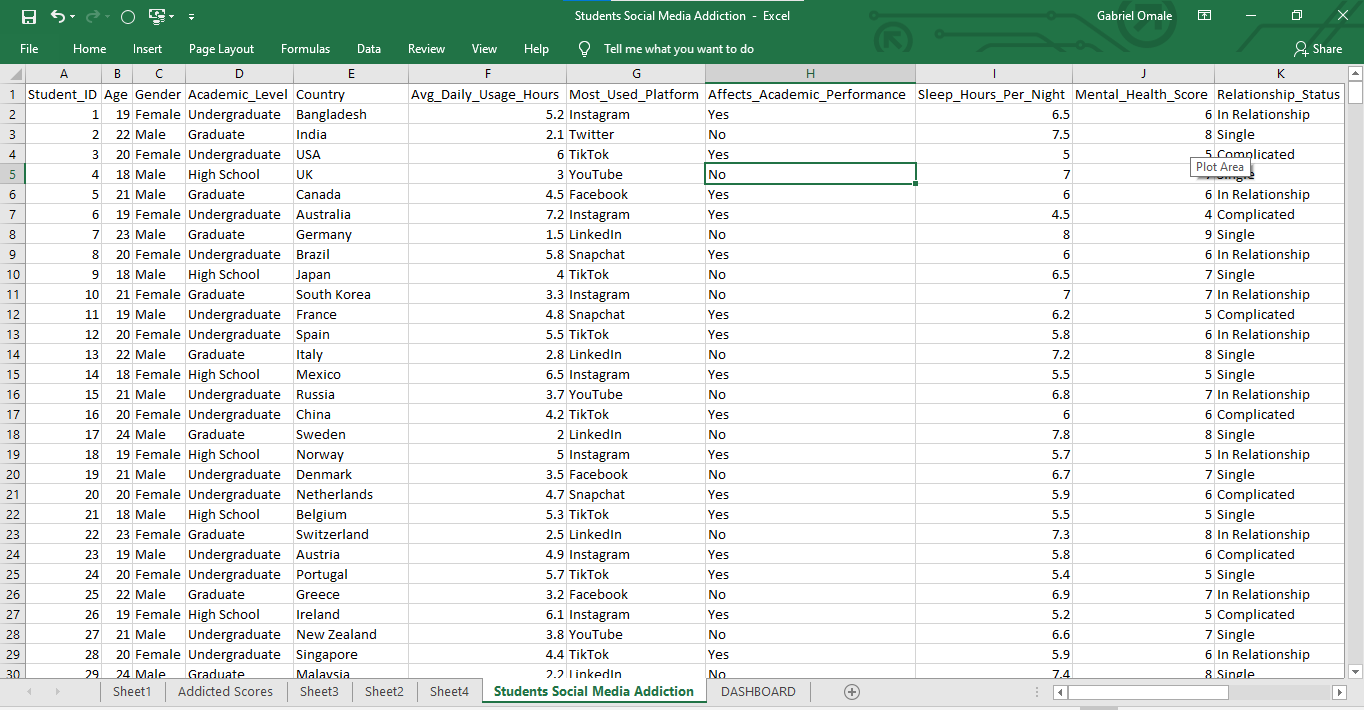 Students Social Media Addiction - Excel
Gabriel Omale
File Home Insert Page Layout Formulas Data Review View Help Tell me what you want to do Share
A B C D E F G H I J K
1 Student_ID Age Gender Academic_Level Country Avg_Daily_Usage_Hours Most_Used_Platform Affects_Academic_Performance Sleep_Hours_Per_Night Mental_Health_Score Relationship_Status
2 1 19 Female Undergraduate Bangladesh 5.2 Instagram Yes 6.5 6 In Relationship
3 2 22 Male Graduate India 2.1 Twitter No 7.5 8 Single
4 3 20 Female Undergraduate USA 6 TikTok Yes 5 5 Complicated
Plot Area
5 4 18 Male High School UK 3 YouTube No 7 Single
6 5 21 Male Graduate Canada 4.5 Facebook Yes 6 6 In Relationship
7 6 19 Female Undergraduate Australia 7.2 Instagram Yes 4.5 4 Complicated
8 7 23 Male Graduate Germany 1.5 LinkedIn No 8 9 Single
9 8 20 Female Undergraduate Brazil 5.8 Snapchat Yes 6 6 In Relationship
10 9 18 Male High School Japan 4 TikTok No 6.5 7 Single
11 10 21 Female Graduate South Korea 3.3 Instagram No 7 7 In Relationship
12 11 19 Male Undergraduate France 4.8 Snapchat Yes 6.2 5 Complicated
13 12 20 Female Undergraduate Spain 5.5 TikTok Yes 5.8 6 In Relationship
14 13 22 Male Graduate Italy 2.8 LinkedIn No 7.2 8 Single
15 14 18 Female High School Mexico 6.5 Instagram Yes 5.5 5 Single
16 15 21 Male Undergraduate Russia 3.7 YouTube No 6.8 7 In Relationship
17 16 20 Female Undergraduate China 4.2 TikTok Yes 6 6 Complicated
18 17 24 Male Graduate Sweden 2 LinkedIn No 7.8 8 Single
19 18 19 Female High School Norway 5 Instagram Yes 5.7 5 In Relationship
20 19 21 Male Undergraduate Denmark 3.5 Facebook No 6.7 7 Single
21 20 20 Female Undergraduate Netherlands 4.7 Snapchat Yes 5.9 6 Complicated
22 21 18 Male High School Belgium 5.3 TikTok Yes 5.5 5 Single
23 22 23 Female Graduate Switzerland 2.5 LinkedIn No 7.3 8 In Relationship
24 23 19 Male Undergraduate Austria 4.9 Instagram Yes 5.8 6 Complicated
25 24 20 Female Undergraduate Portugal 5.7 TikTok Yes 5.4 5 Single
26 25 22 Male Graduate Greece 3.2 Facebook No 6.9 7 In Relationship
27 26 19 Female High School Ireland 6.1 Instagram Yes 5.2 5 Complicated
28 27 21 Male Undergraduate New Zealand 3.8 YouTube No 6.6 7 Single
29 28 20 Female Undergraduate Singapore 4.4 TikTok Yes 5.9 6 In Relationship
30 29 24 Male Graduate Malaysia 2.2 LinkedIn No 7.4 8 Single
Sheet1 Addicted Scores Sheet3 Sheet2 Sheet4 Students Social Media Addiction DASHBOARD